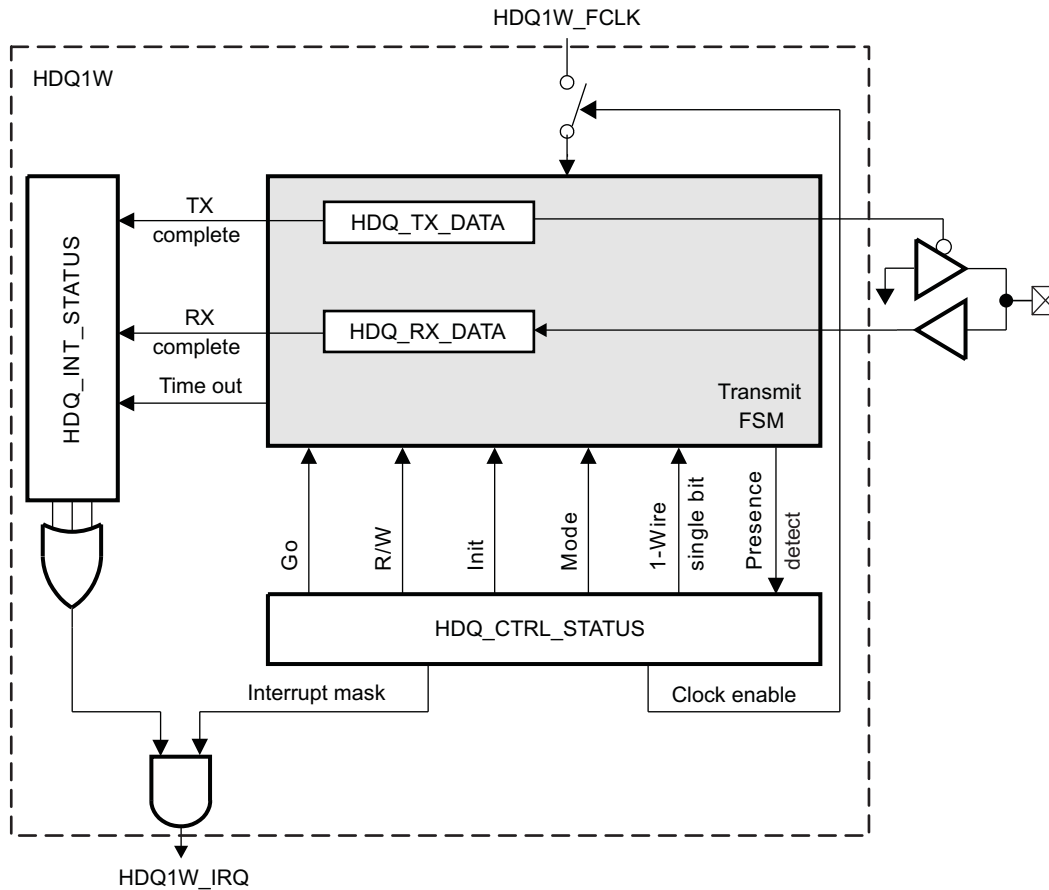 HDQ1W_FCLK
HDQ1W
HDQ_INT_STATUS
TX
complete
HDQ_TX_DATA
RX
complete
HDQ_RX_DATA
Time out
Transmit
FSM
Go
R/W
Init
Mode
1-Wire
single bit
Presence
detect
HDQ_CTRL_STATUS
Interrupt mask
Clock enable
HDQ1W_IRQ